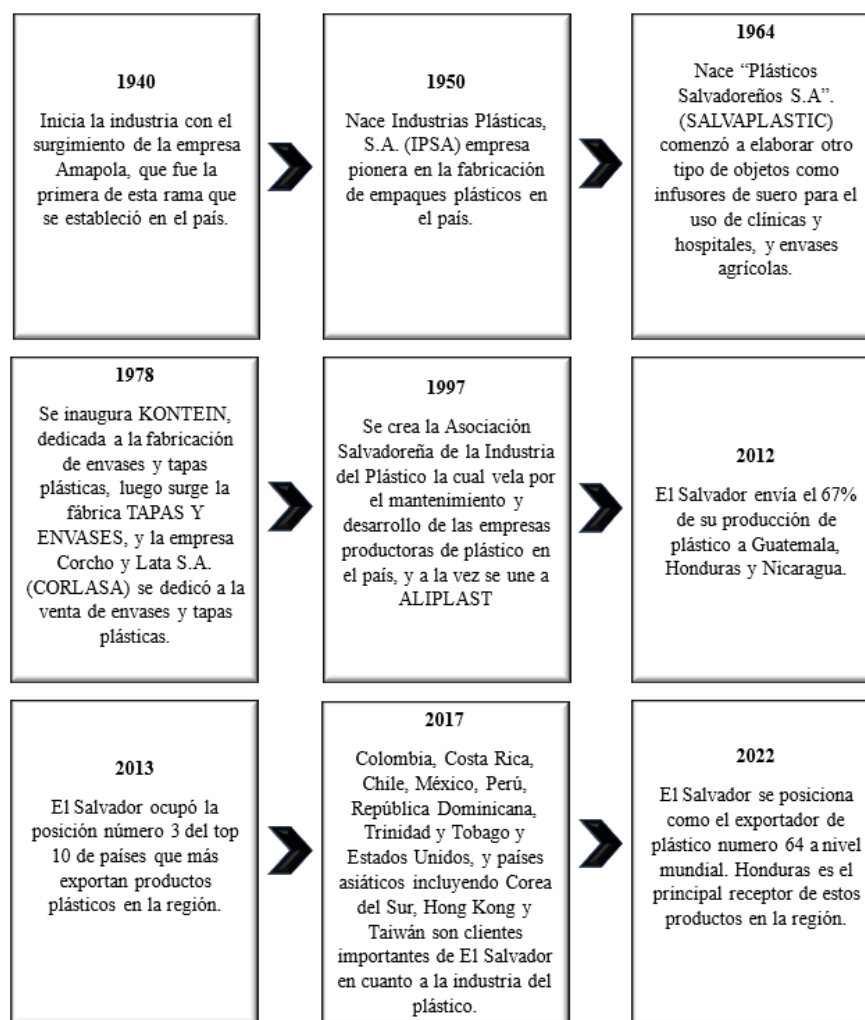 1940
Inicia la industria con el
surgimiento de la empresa
Amapola, que fue la
primera de esta rama que
se estableció en el país.
1950
Nace Industrias Plásticas,
S.A. (IPSA) empresa
pionera en la fabricación
de empaques plásticos en
el país.
1964
Nace “Plásticos
Salvadoreños S.A”.
(SALVAPLASTIC)
comenzó a elaborar otro
tipo de objetos como
infusores de suero para el
uso de clínicas y
hospitales, y envases
agrícolas.
1978
Se inaugura KONTEIN,
dedicada a la fabricación
de envases y tapas
plásticas, luego surge la
fábrica TAPAS Y
ENVASES, y la empresa
Corcho y Lata S.A.
(CORLASA) se dedicó a la
venta de envases y tapas
plásticas.
1997
Se crea la Asociación
Salvadoreña de la Industria
del Plástico la cual vela por
el mantenimiento y
desarrollo de las empresas
productoras de plástico en
el país, y a la vez se une a
ALIPLAST
2012
El Salvador envía el 67%
de su producción de
plástico a Guatemala,
Honduras y Nicaragua.
2013
El Salvador ocupó la
posición número 3 del top
10 de países que más
exportan productos
plásticos en la región.
2017
Colombia, Costa Rica,
Chile, México, Perú,
República Dominicana,
Trinidad y Tobago y
Estados Unidos, y países
asiáticos incluyendo Corea
del Sur, Hong Kong y
Taiwán son clientes
importantes de El Salvador
en cuanto a la industria del
plástico.
2022
El Salvador se posiciona
como el exportador de
plástico numero 64 a nivel
mundial. Honduras es el
principal receptor de estos
productos en la región.